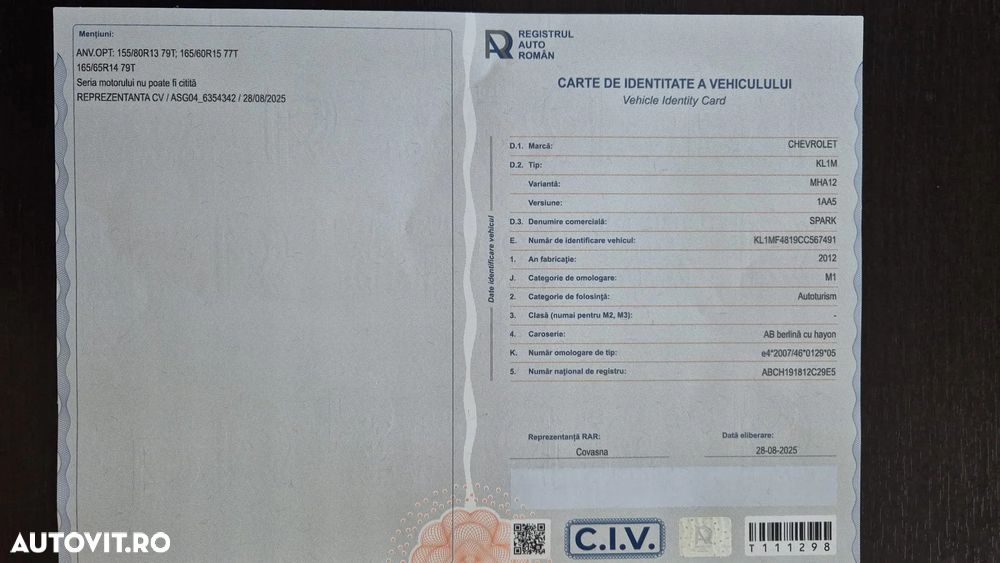 Mențiuni:
ANV.OPT: 155/80R13 79T; 165/60R15 77T
165/65R14 79T
Seria motorului nu poate fi citită
REPREZENTANTA CV / ASG04_6354342 / 28/08/2025
REGISTRUL
AUTO
ROMÂN
CARTE DE IDENTITATE A VEHICULULUI
Vehicle Identity Card
Date identificare vehicul
D.1. Marcă: CHEVROLET
D.2. Tip: KL1M
Variantă: MHA12
Versiune: 1AA5
D.3. Denumire comercială: SPARK
E. Număr de identificare vehicul: KL1MF4819CC567491
1. An fabricație: 2012
J. Categorie de omologare: M1
2. Categorie de folosință: Autoturism
3. Clasă (numai pentru M2, M3): -
4. Caroserie: AB berlină cu hayon
K. Număr omologare de tip: e4*2007/46*0129*05
5. Număr național de registru: ABCH191812C29E5
Reprezentanță RAR: Data eliberare:
Covasna 28-08-2025
C.I.V.
T111298
AUTOVIT.RO